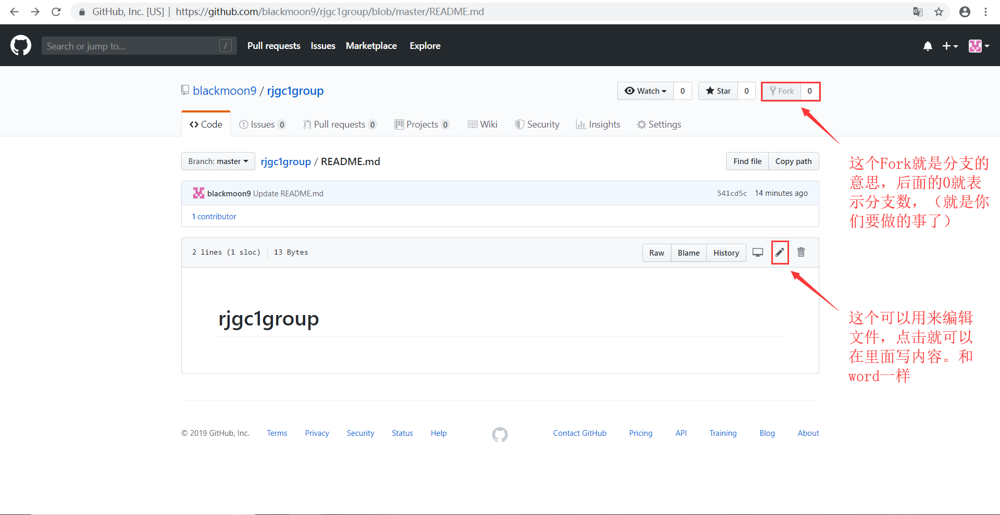 GitHub, Inc. [US] | https://github.com/blackmoon9/rjgc1group/blob/master/README.md
Search or jump to... / Pull requests Issues Marketplace Explore
blackmoon9 / rjgc1group Watch 0 Star 0 Fork 0
Code Issues 0 Pull requests 0 Projects 0 Wiki Security Insights Settings
Branch: master rjgc1group / README.md Find file Copy path
blackmoon9 Update README.md 541cd5c 14 minutes ago
1 contributor
这个Fork就是分支的
意思，后面的0就表
示分支数，（就是你
们要做的事了）
2 lines (1 sloc) 13 Bytes Raw Blame History
rjgc1group
这个可以用来编辑
文件，点击就可以
在里面写内容。和
word一样
© 2019 GitHub, Inc. Terms Privacy Security Status Help Contact GitHub Pricing API Training Blog About